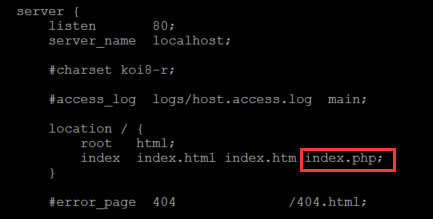 server {
listen 80;
server_name localhost;
#charset koi8-r;
#access_log logs/host.access.log main;
location / {
root html;
index index.html index.htm index.php;
}
#error_page 404 /404.html;